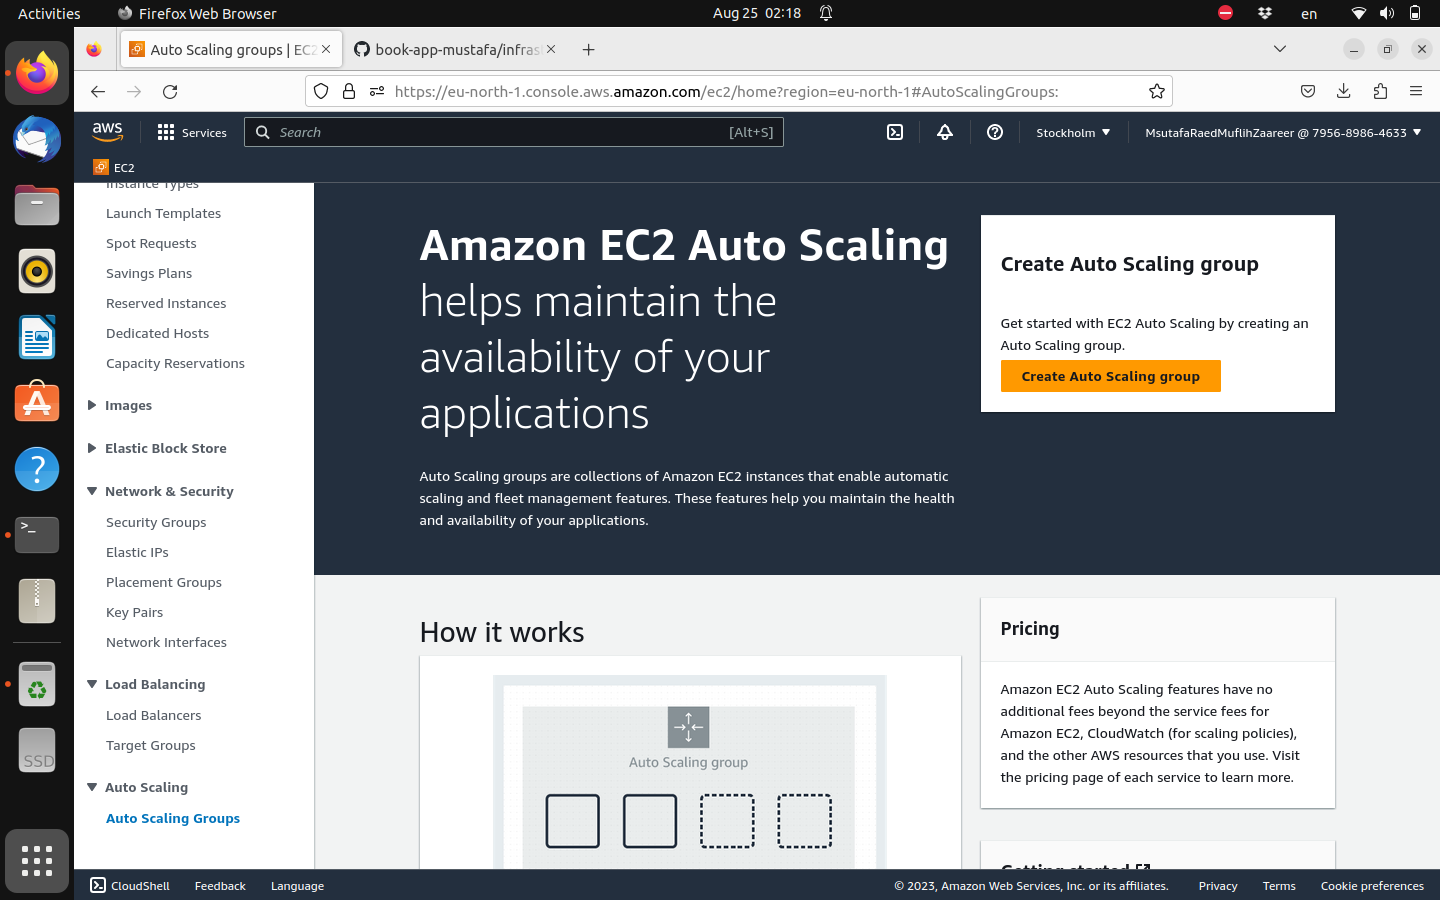 Activities
Firefox Web Browser
Aug 25 02:18
en
Auto Scaling groups | EC2
book-app-mustafa/infras
https://eu-north-1.console.aws.amazon.com/ec2/home?region=eu-north-1#AutoScalingGroups:
aws
Services
Search
[Alt+S]
Stockholm
MsutafaRaedMuflihZaareer @ 7956-8986-4633
EC2
Instance Types
Launch Templates
Spot Requests
Savings Plans
Reserved Instances
Dedicated Hosts
Capacity Reservations
Images
Elastic Block Store
Network & Security
Security Groups
Elastic IPs
Placement Groups
Key Pairs
Network Interfaces
Load Balancing
Load Balancers
Target Groups
Auto Scaling
Auto Scaling Groups
Amazon EC2 Auto Scaling
helps maintain the
availability of your
applications
Auto Scaling groups are collections of Amazon EC2 instances that enable automatic
scaling and fleet management features. These features help you maintain the health
and availability of your applications.
Create Auto Scaling group
Get started with EC2 Auto Scaling by creating an
Auto Scaling group.
Create Auto Scaling group
How it works
Auto Scaling group
Pricing
Amazon EC2 Auto Scaling features have no
additional fees beyond the service fees for
Amazon EC2, CloudWatch (for scaling policies),
and the other AWS resources that you use. Visit
the pricing page of each service to learn more.
Getting started
SSD
CloudShell
Feedback
Language
© 2023, Amazon Web Services, Inc. or its affiliates.
Privacy
Terms
Cookie preferences